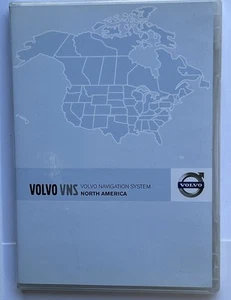 VOLVO VNS VOLVO NAVIGATION SYSTEM
NORTH AMERICA
VOLVO